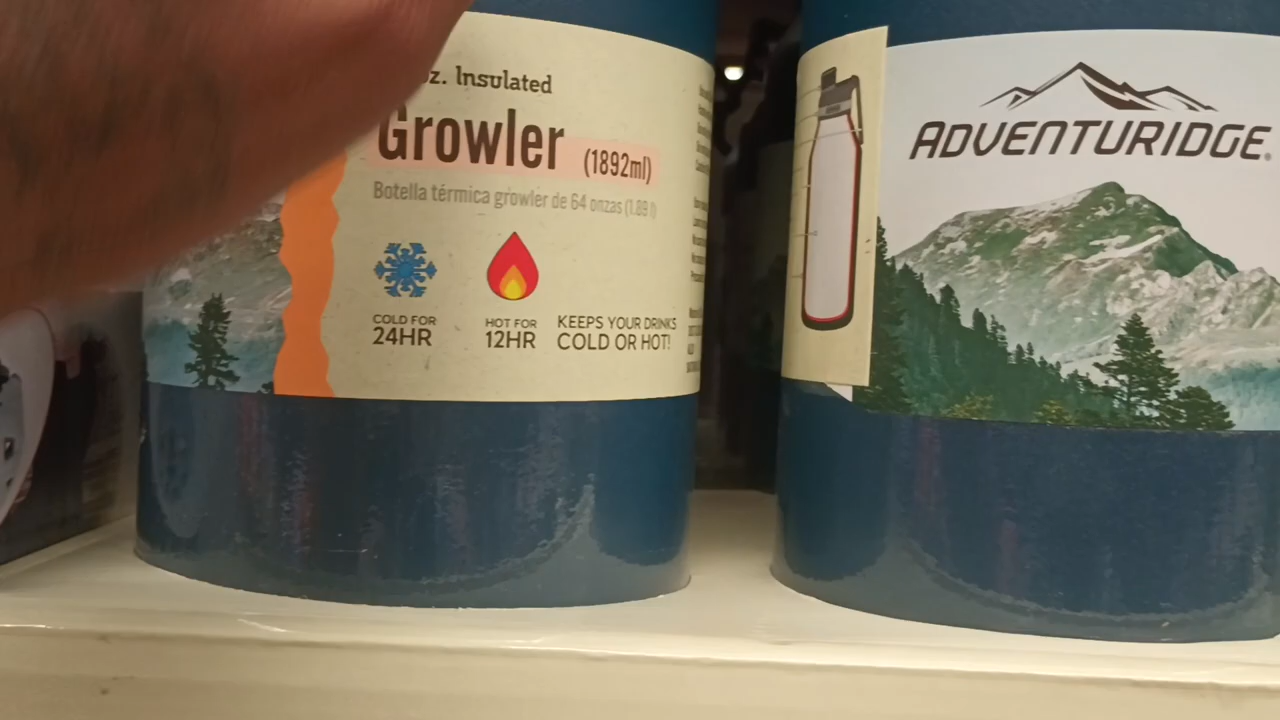 oz. Insulated
Growler (1892ml)
Botella térmica growler de 64 onzas (1.89 l)
COLD FOR
24HR
HOT FOR
12HR
KEEPS YOUR DRINKS
COLD OR HOT!
ADVENTURIDGE®